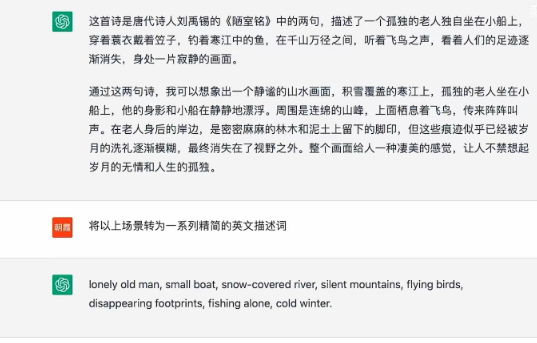 这首诗是唐代诗人刘禹锡的《陋室铭》中的两句，描述了一个孤独的老人独自坐在小船上，
穿着蓑衣戴着笠子，钓着寒江中的鱼，在千山万径之间，听着飞鸟之声，看着人们的足迹逐
渐消失，身处一片寂静的画面。
通过这两句诗，我可以想象出一个静谧的山水画面，积雪覆盖的寒江上，孤独的老人坐在小
船上，他的身影和小船在静静地漂浮。周围是连绵的山峰，上面栖息着飞鸟，传来阵阵叫
声。在老人身后的岸边，是密密麻麻的林木和泥土上留下的脚印，但这些痕迹似乎已经被岁
月的洗礼逐渐模糊，最终消失在了视野之外。整个画面给人一种凄美的感觉，让人不禁想起
岁月的无情和人生的孤独。
朝霞
将以上场景转为一系列精简的英文描述词
lonely old man, small boat, snow-covered river, silent mountains, flying birds,
disappearing footprints, fishing alone, cold winter.